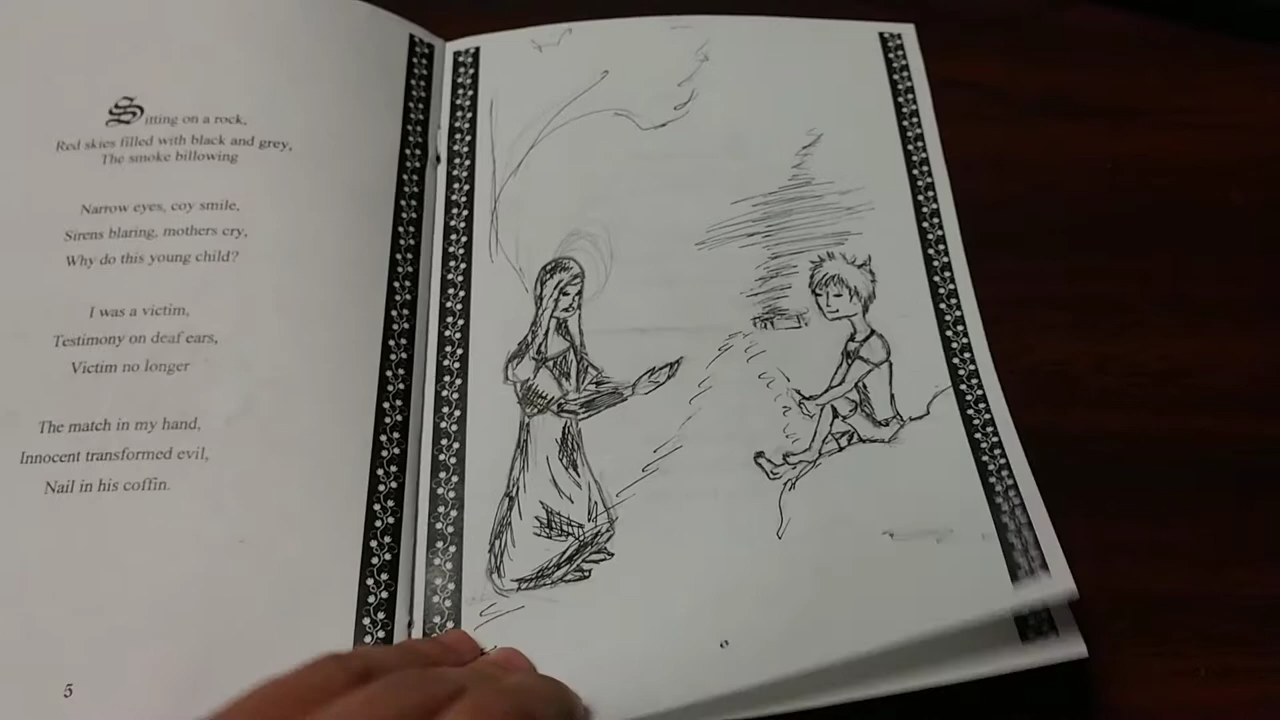 Sitting on a rock,
Red skies filled with black and grey,
The smoke billowing
Narrow eyes, coy smile,
Sirens blaring, mothers cry,
Why do this young child?
I was a victim,
Testimony on deaf ears,
Victim no longer
The match in my hand,
Innocent transformed evil,
Nail in his coffin.
5